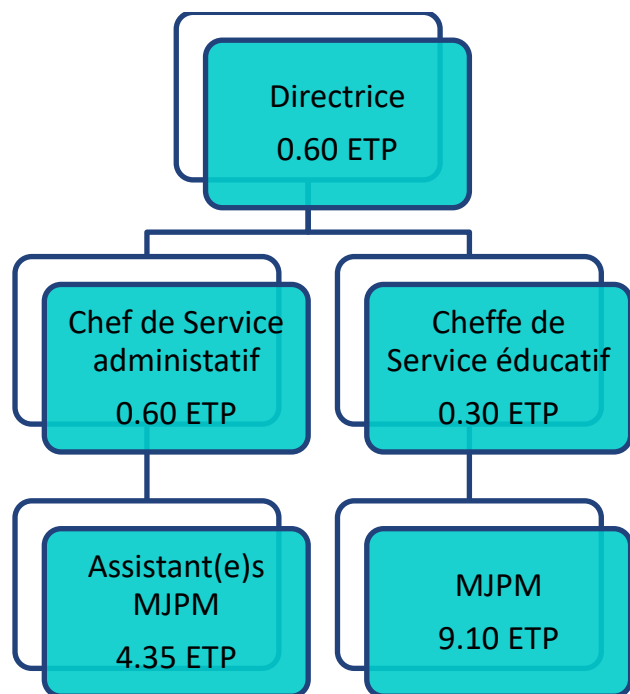 Directrice
0.60 ETP
Chef de Service
administatif
0.60 ETP
Cheffe de
Service éducatif
0.30 ETP
Assistant(e)s
MJPM
4.35 ETP
MJPM
9.10 ETP